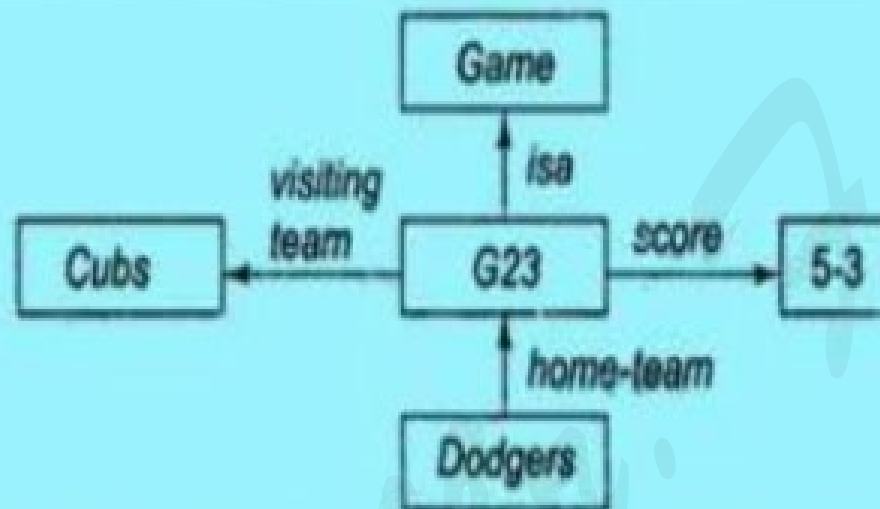 Game
isa
visiting
team
score
Cubs
G23
5-3
home-team
Dodgers